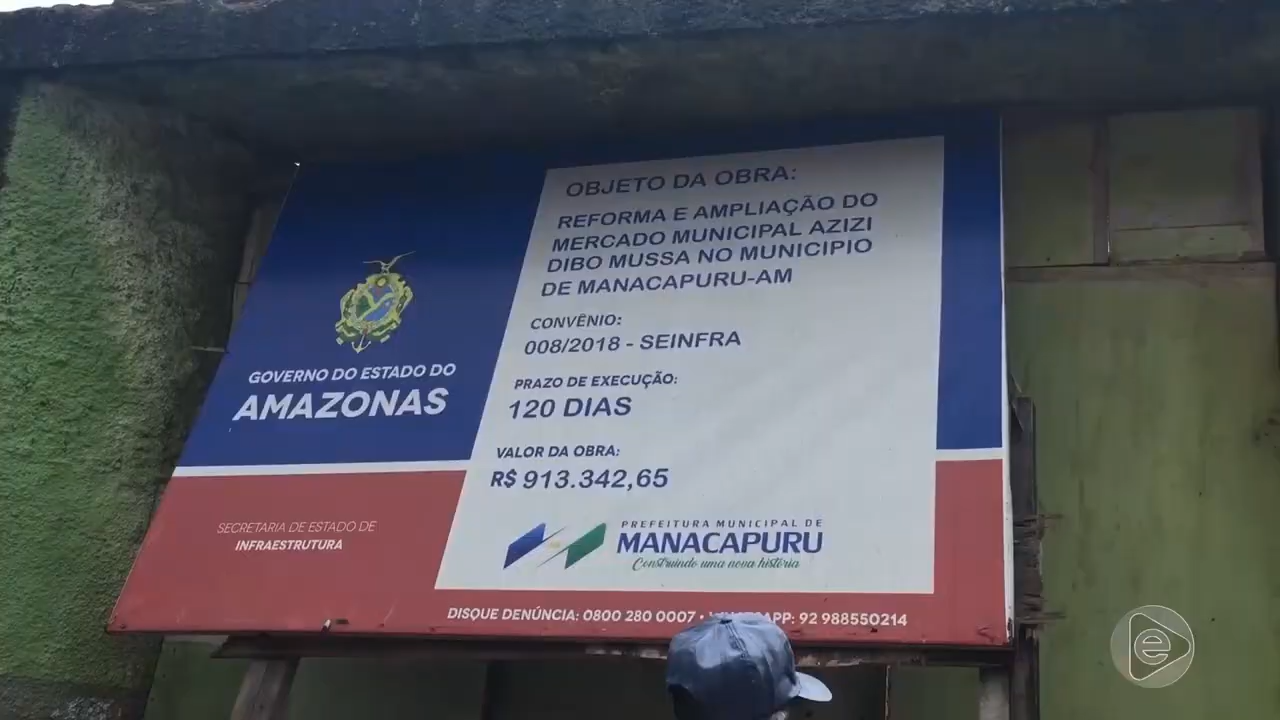 OBJETO DA OBRA:
REFORMA E AMPLIAÇÃO DO
MERCADO MUNICIPAL AZIZI
DIBO MUSSA NO MUNICIPIO
DE MANACAPURU-AM
CONVÊNIO:
008/2018 - SEINFRA
PRAZO DE EXECUÇÃO:
120 DIAS
VALOR DA OBRA:
R$ 913.342,65
PREFEITURA MUNICIPAL DE
MANACAPURU
Construindo uma nova história
GOVERNO DO ESTADO DO
AMAZONAS
SECRETARIA DE ESTADO DE
INFRAESTRUTURA
DISQUE DENÚNCIA: 0800 280 0007 • 92 988550214
e